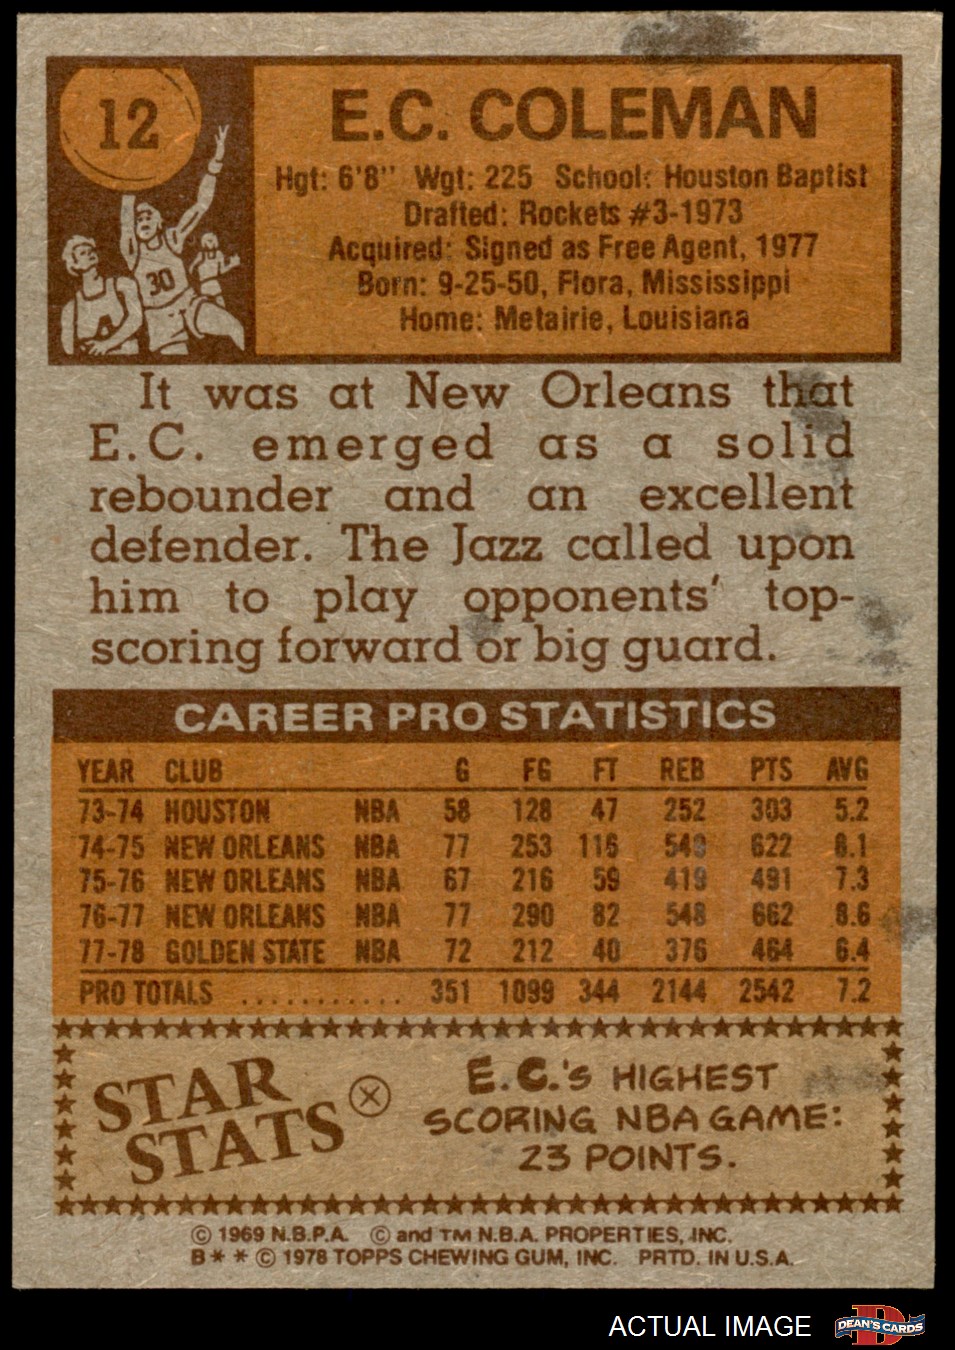 12
E.C. COLEMAN
Hgt: 6'8" Wgt: 225 School: Houston Baptist
Drafted: Rockets #3-1973
Acquired: Signed as Free Agent, 1977
Born: 9-25-50, Flora, Mississippi
Home: Metairie, Louisiana
30
It was at New Orleans that
E.C. emerged as a solid
rebounder and an excellent
defender. The Jazz called upon
him to play opponents' top-
scoring forward or big guard.
CAREER PRO STATISTICS
YEAR CLUB G FG FT REB PTS AVG
73-74 HOUSTON NBA 58 128 47 252 303 5.2
74-75 NEW ORLEANS NBA 77 253 116 549 622 8.1
75-76 NEW ORLEANS NBA 67 216 59 419 491 7.3
76-77 NEW ORLEANS NBA 77 290 82 548 662 8.6
77-78 GOLDEN STATE NBA 72 212 40 376 464 6.4
PRO TOTALS ............ 351 1099 344 2144 2542 7.2
STAR
STATS
E.C.'s HIGHEST
SCORING NBA GAME:
23 POINTS.
© 1969 N.B.P.A. © and TM N.B.A. PROPERTIES, INC.
B * * © 1978 TOPPS CHEWING GUM, INC. PRTD. IN U.S.A.
ACTUAL IMAGE
D
DEAN'S CARDS